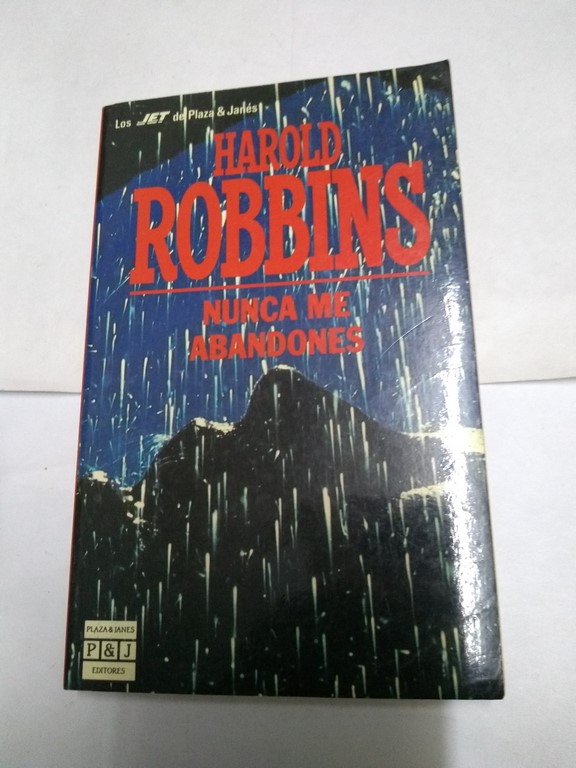 Los JET de Plaza & Janés
HAROLD
ROBBINS
NUNCA ME
ABANDONES
PLAZA & JANES
P & J
EDITORES